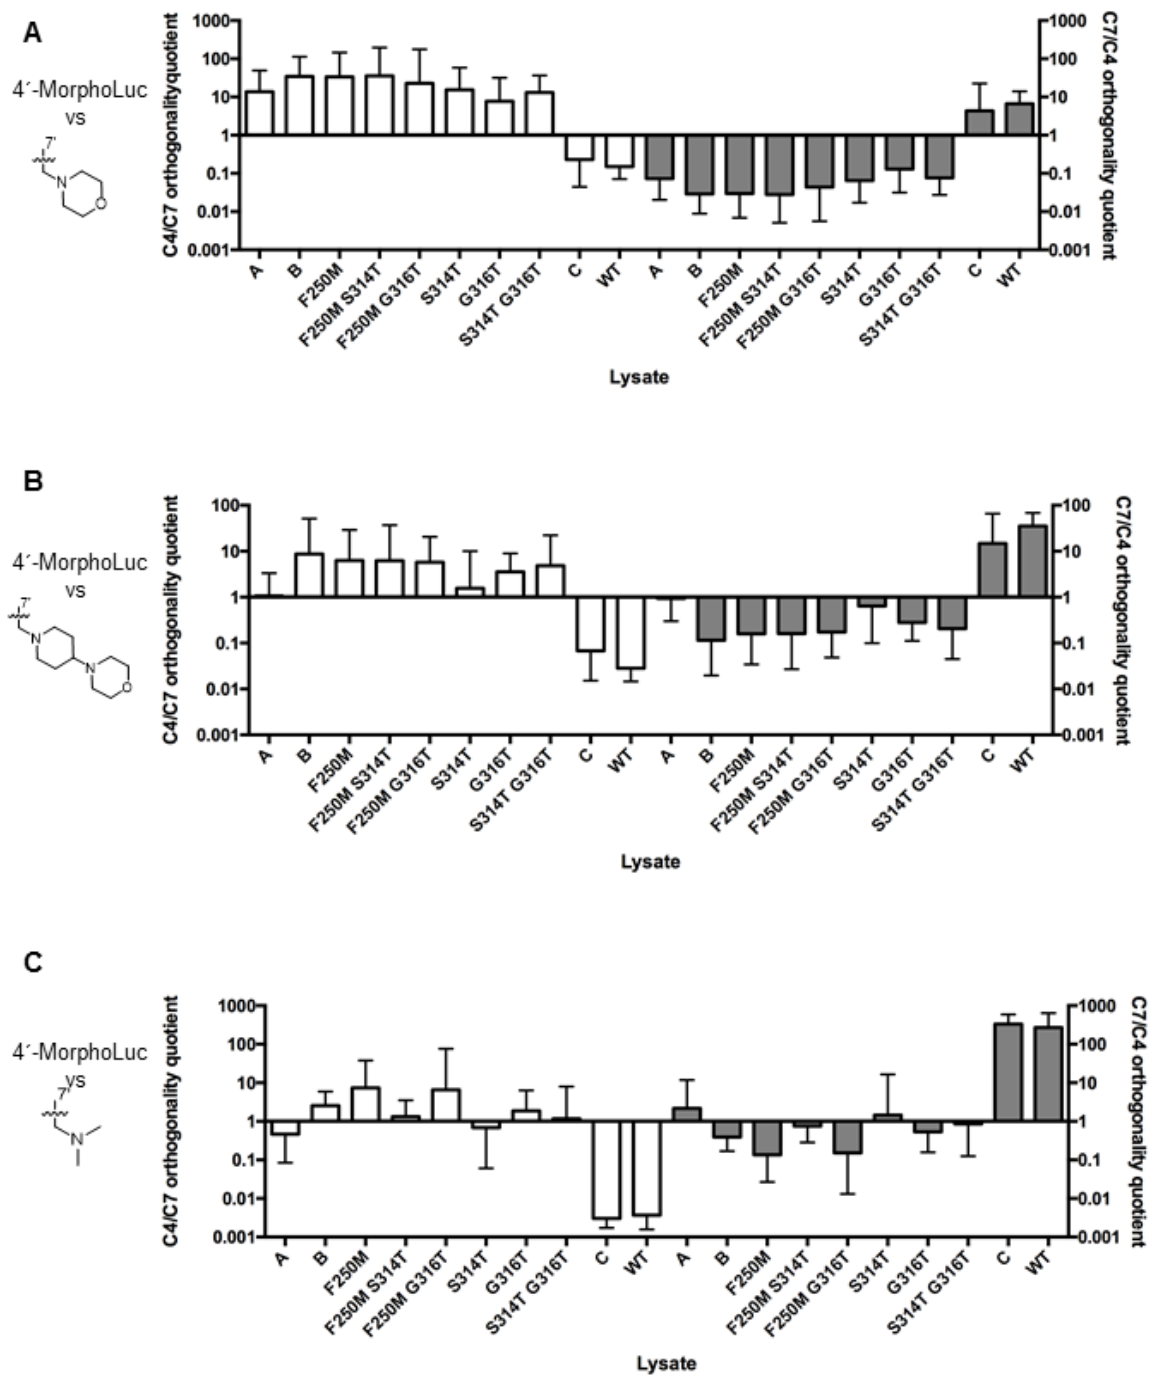 A
4´-MorphoLuc
vs
7'
N
O
C4/C7 orthogonalityquotient
1000
100
10
1
0.1
0.01
0.001
C7/C4 orthogonality quotient
1000
100
10
1
0.1
0.01
0.001
A
B
F250M
F250M S314T
F250M G316T
S314T
G316T
S314T G316T
C
WT
A
B
F250M
F250M S314T
F250M G316T
S314T
G316T
S314T G316T
C
WT
Lysate
B
4´-MorphoLuc
vs
7'
N
N
O
C4/C7 orthogonality quotient
100
10
1
0.1
0.01
0.001
C7/C4 orthogonality quotient
100
10
1
0.1
0.01
0.001
A
B
F250M
F250M S314T
F250M G316T
S314T
G316T
S314T G316T
C
WT
A
B
F250M
F250M S314T
F250M G316T
S314T
G316T
S314T G316T
C
WT
Lysate
C
4´-MorphoLuc
vs
7'
N
C4/C7 orthogonality quotient
1000
100
10
1
0.1
0.01
0.001
C7/C4 orthogonality quotient
1000
100
10
1
0.1
0.01
0.001
A
B
F250M
F250M S314T
F250M G316T
S314T
G316T
S314T G316T
C
WT
A
B
F250M
F250M S314T
F250M G316T
S314T
G316T
S314T G316T
C
WT
Lysate